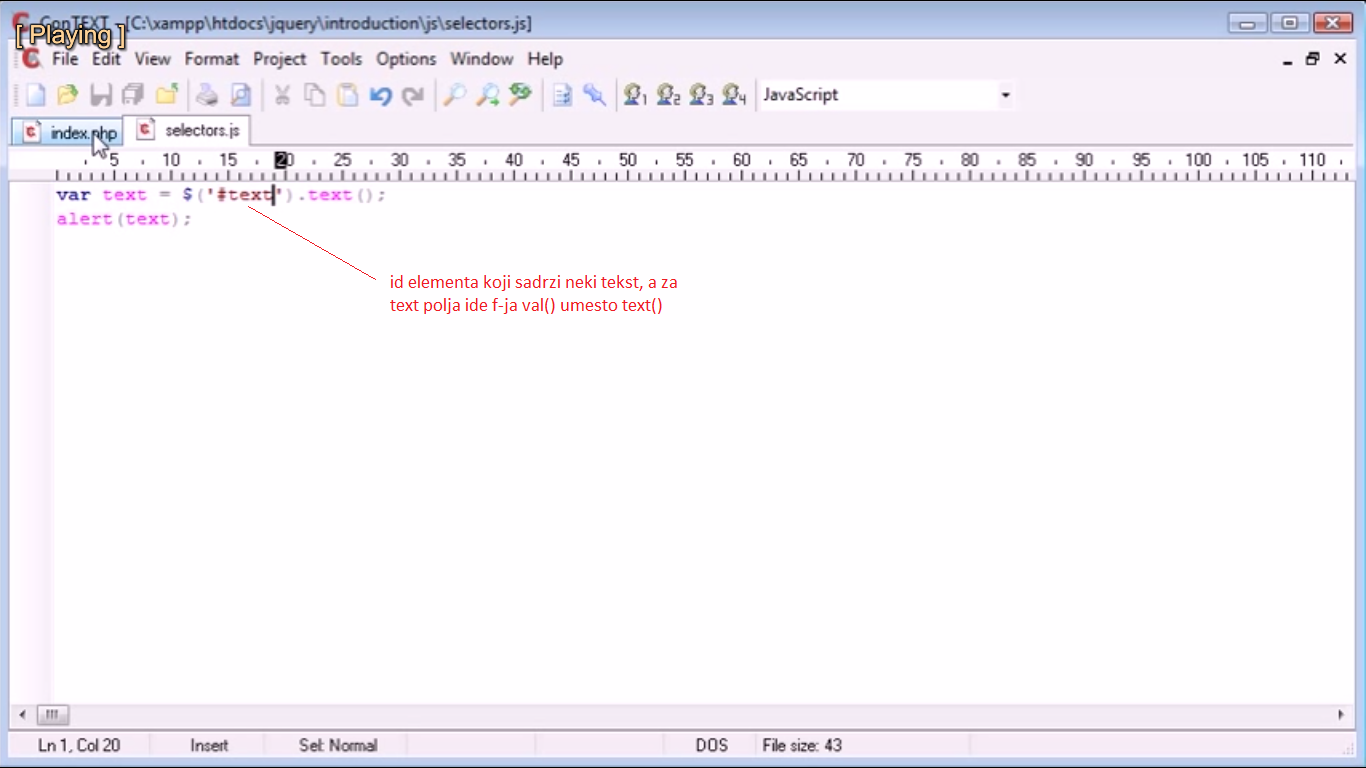 ConTEXT - [C:\xampp\htdocs\jquery\introduction\js\selectors.js]
[ Playing ]
File Edit View Format Project Tools Options Window Help
1 2 3 4 JavaScript
index.php selectors.js
5 10 15 20 25 30 35 40 45 50 55 60 65 70 75 80 85 90 95 100 105 110
var text = $('#text').text();
alert(text);
id elementa koji sadrzi neki tekst, a za
text polja ide f-ja val() umesto text()
Ln 1, Col 20 Insert Sel: Normal DOS File size: 43